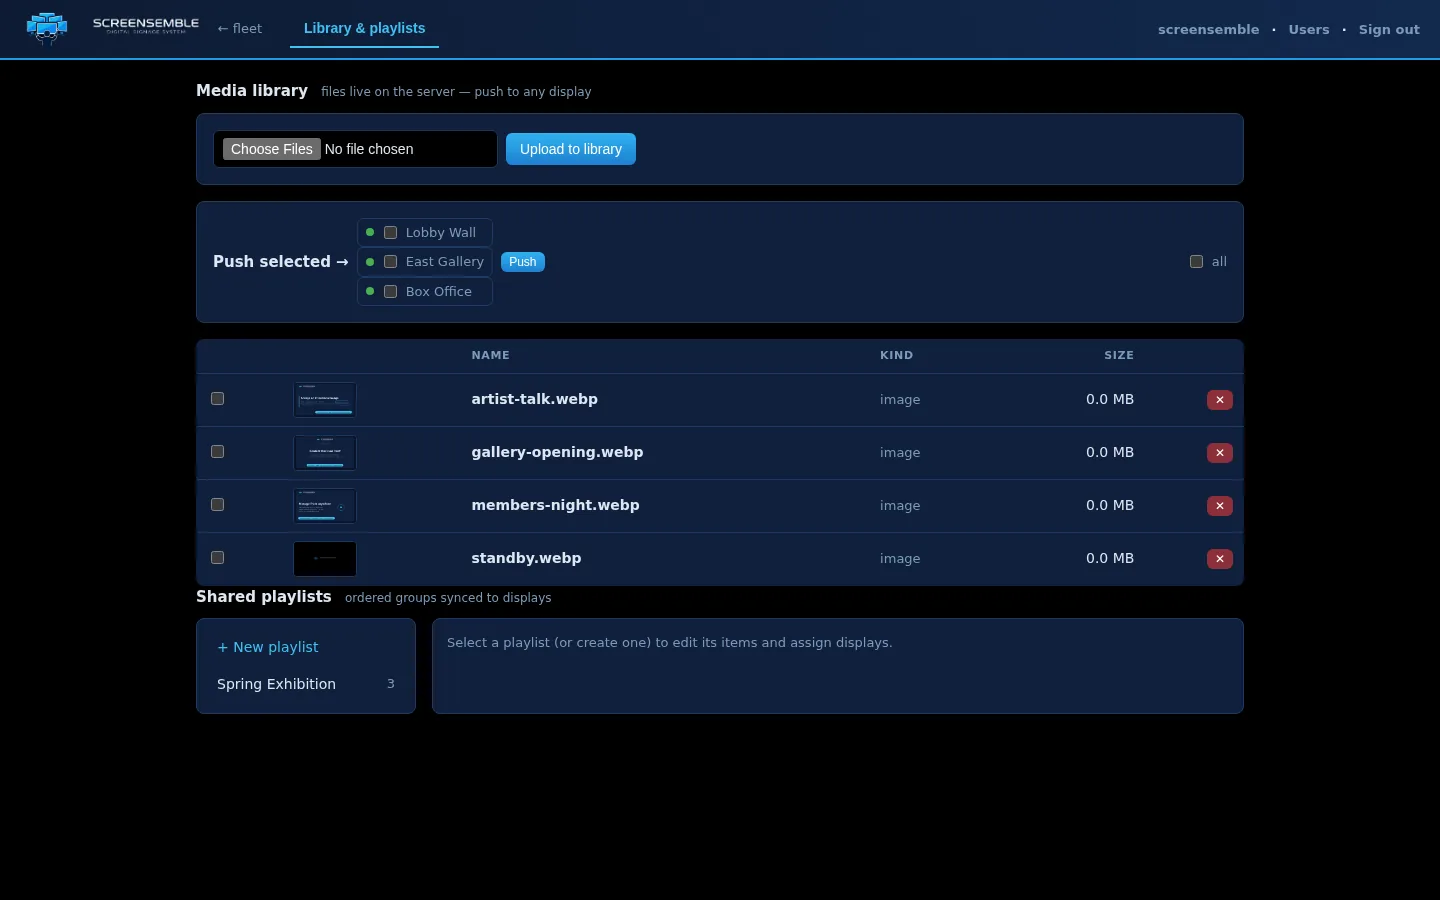 SCREENSEMBLE
DIGITAL SIGNAGE SYSTEM
← fleet
Library & playlists
screensemble · Users · Sign out
Media library files live on the server — push to any display
Choose Files No file chosen
Upload to library
Push selected →
Lobby Wall
East Gallery
Box Office
Push
all
NAME KIND SIZE
artist-talk.webp image 0.0 MB ✕
gallery-opening.webp image 0.0 MB ✕
members-night.webp image 0.0 MB ✕
standby.webp image 0.0 MB ✕
Shared playlists ordered groups synced to displays
+ New playlist
Spring Exhibition 3
Select a playlist (or create one) to edit its items and assign displays.